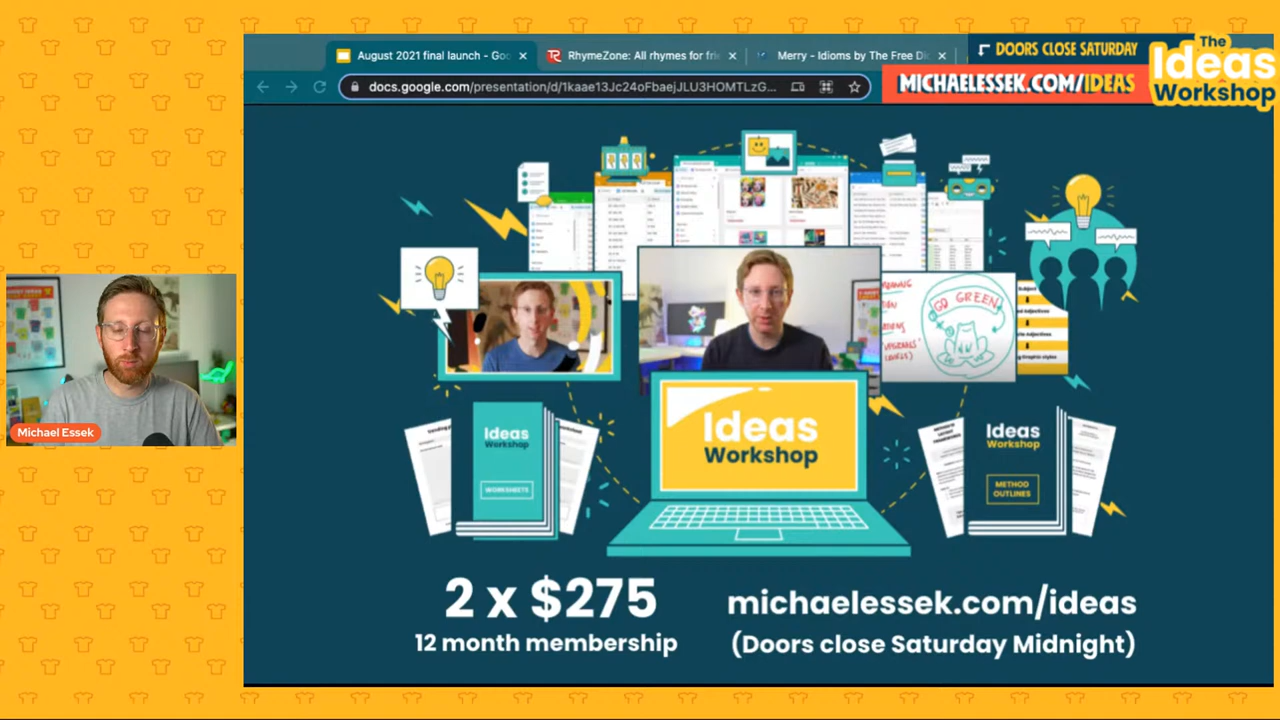 August 2021 final launch - Goo
RhymeZone: All rhymes for frie
Merry - Idioms by The Free Di
DOORS CLOSE SATURDAY
MICHAELESSEK.COM/IDEAS
The
Ideas
Workshop
docs.google.com/presentation/d/1kaae13Jc24oFbaejJLU3HOMTLzG...
GO GREEN
Michael Essek
Ideas
Workshop
WORKSHEETS
Ideas
Workshop
Ideas
Workshop
METHOD
OUTLINES
2 x $275
12 month membership
michaelessek.com/ideas
(Doors close Saturday Midnight)